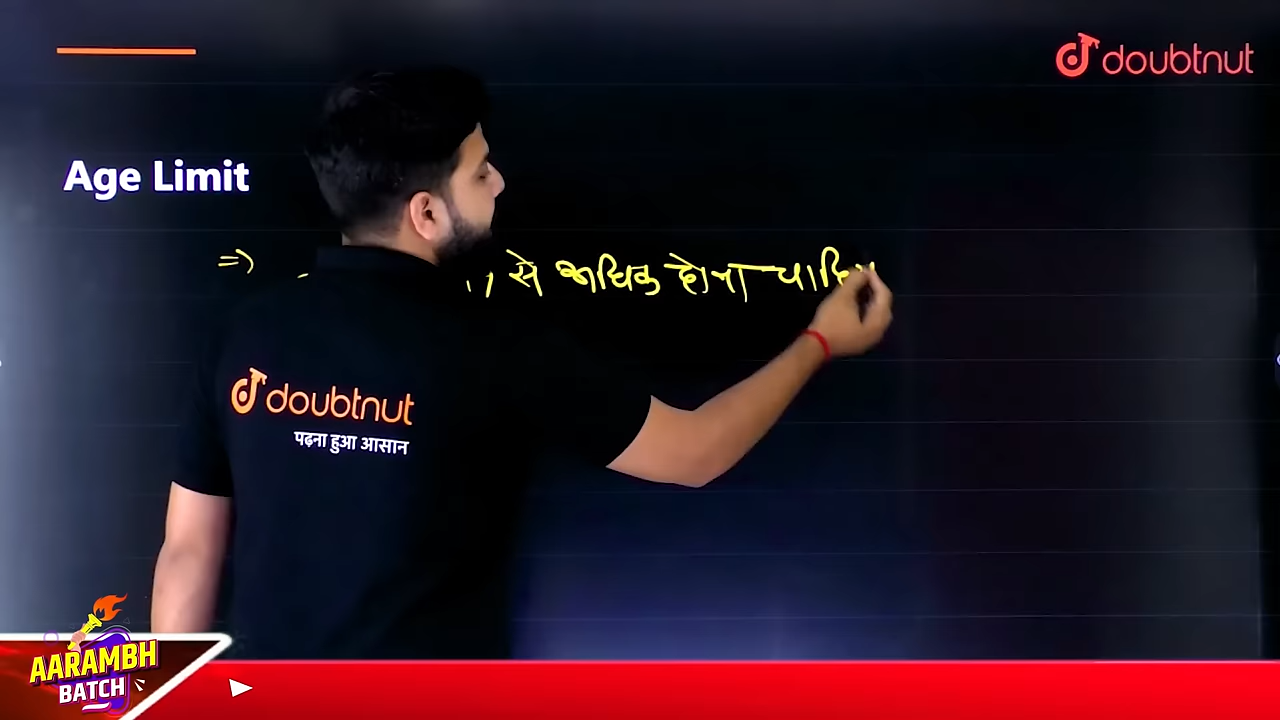 doubtnut
Age Limit
=> से अधिक होना चाहि
doubtnut
पढ़ना हुआ आसान
AARAMBH
BATCH